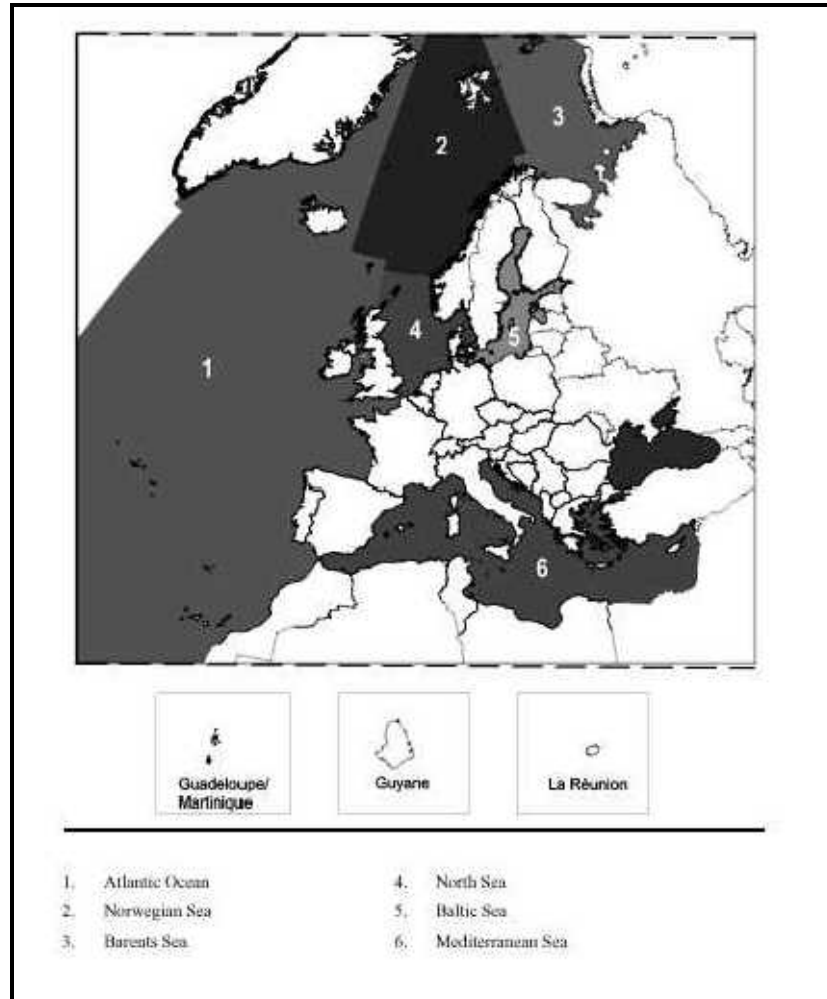 3
2
4
5
1
6
Guadeloupe/
Martinique
Guyane
La Réunion
1. Atlantic Ocean
2. Norwegian Sea
3. Barents Sea
4. North Sea
5. Baltic Sea
6. Mediterranean Sea